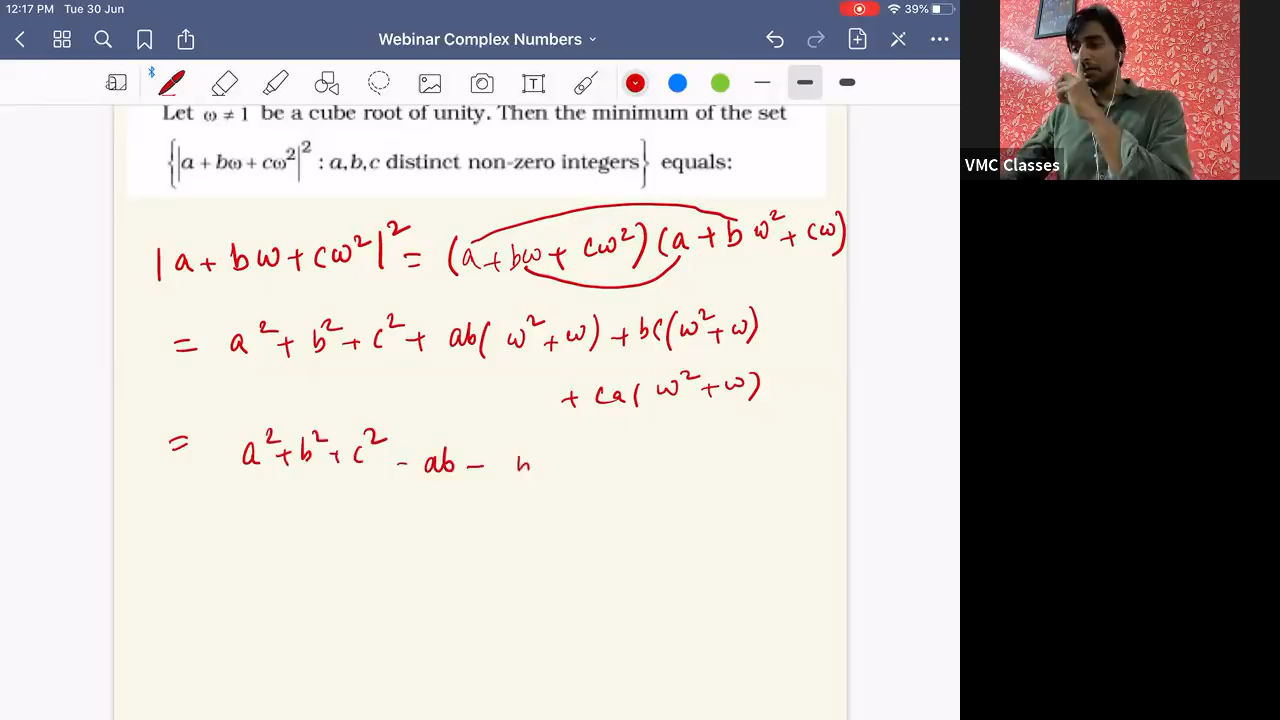 12:17 PM Tue 30 Jun
39%
Webinar Complex Numbers
T
Let ω ≠ 1 be a cube root of unity. Then the minimum of the set
{|a + bω + cω²|² : a, b, c distinct non-zero integers} equals:
VMC Classes
|a + bω + cω²|² = (a + bω + cω²)(a + bω² + cω)
= a² + b² + c² + ab(ω² + ω) + bc(ω² + ω)
+ ca(ω² + ω)
= a² + b² + c² - ab -